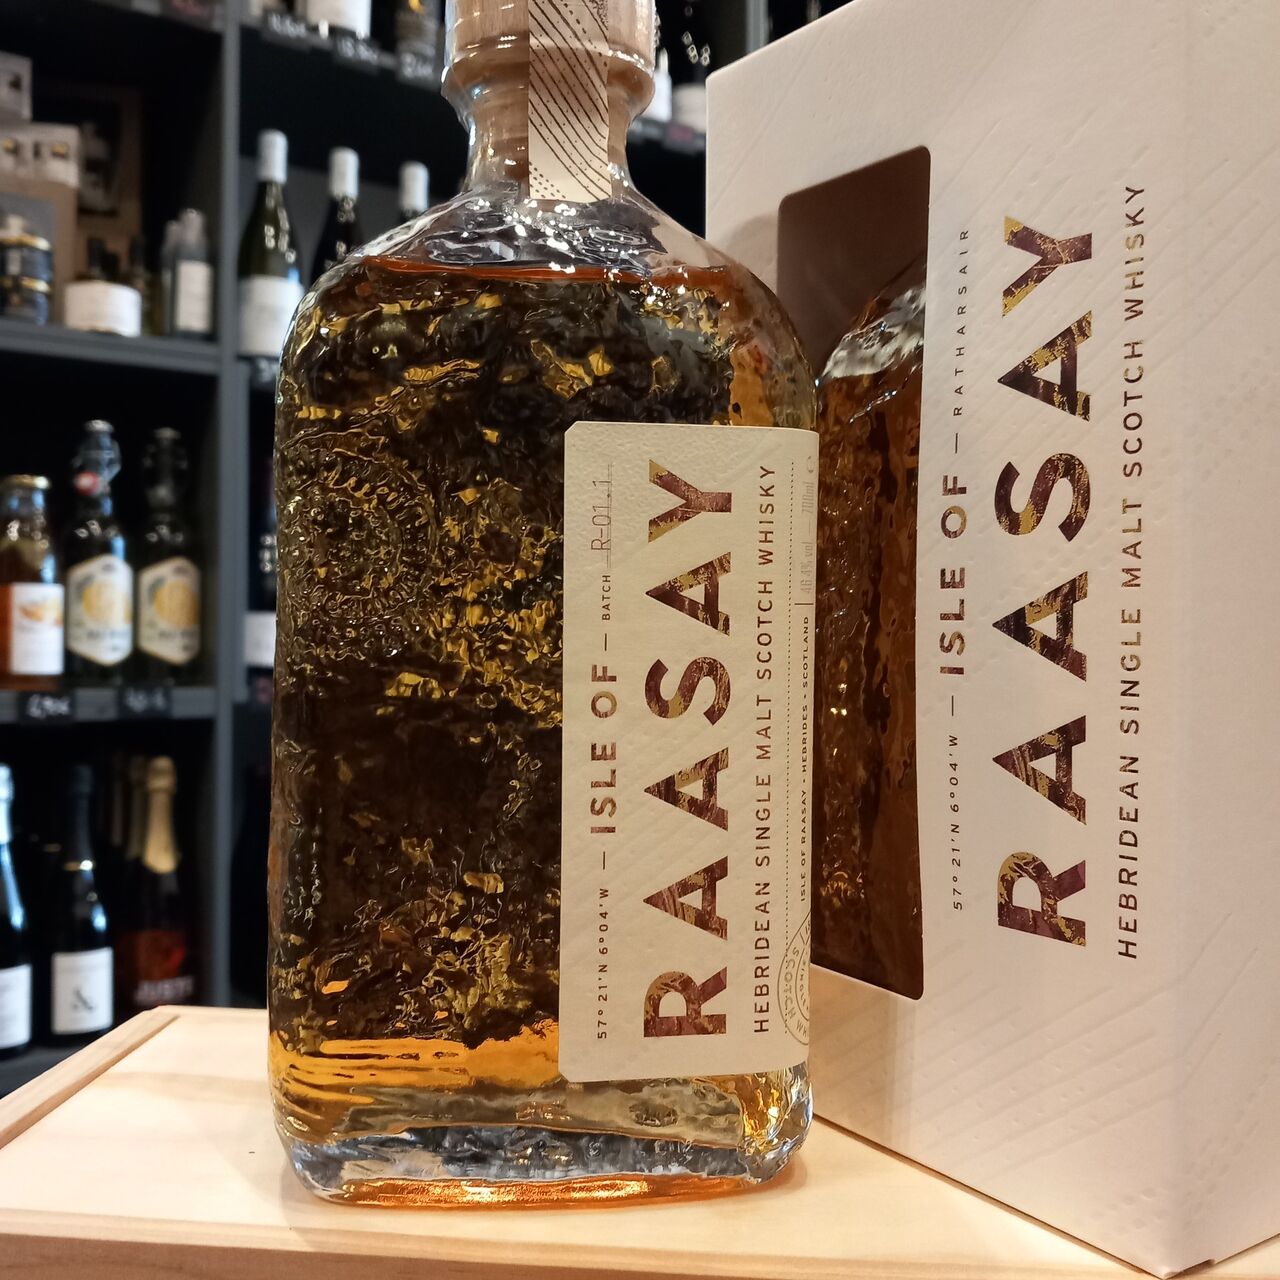 57° 21'N 6°04'W — ISLE OF — BATCH R-01.1
RAASAY
HEBRIDEAN SINGLE MALT SCOTCH WHISKY
ISLE OF RAASAY - HEBRIDES - SCOTLAND | 46.4% vol — 700ml
57° 21'N 6°04'W — ISLE OF — RATHARSAIR
RAASAY
HEBRIDEAN SINGLE MALT SCOTCH WHISKY